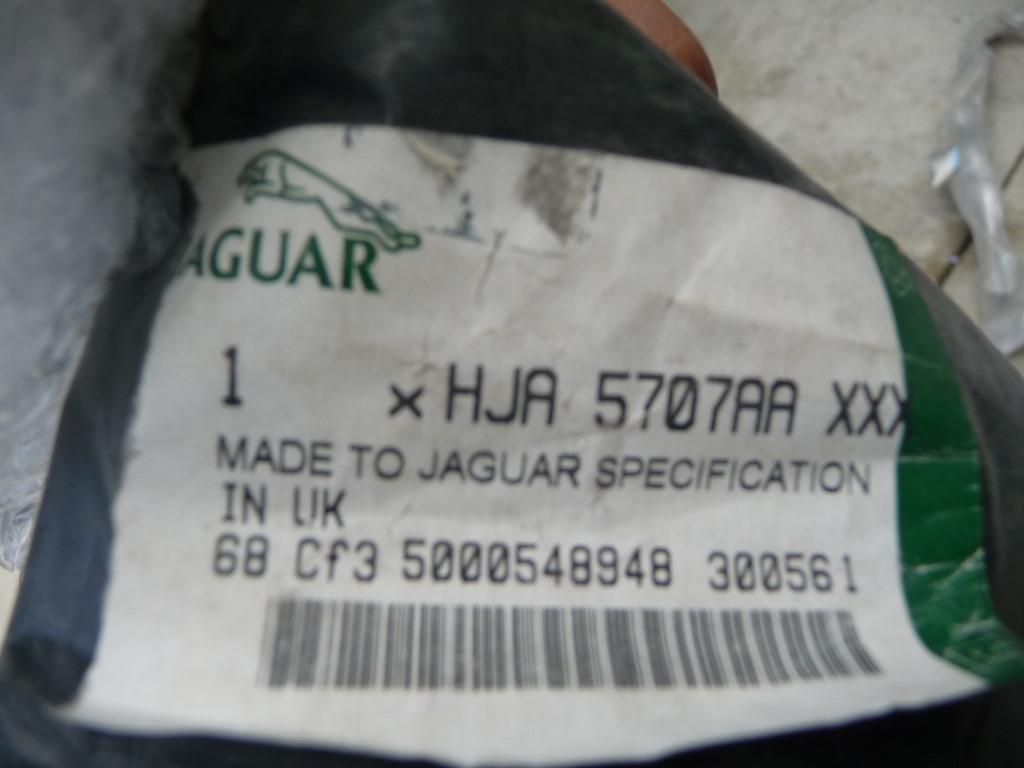 JAGUAR
1 x HJA 5707AA XXX
MADE TO JAGUAR SPECIFICATION
IN UK
68 Cf3 5000548948 300561